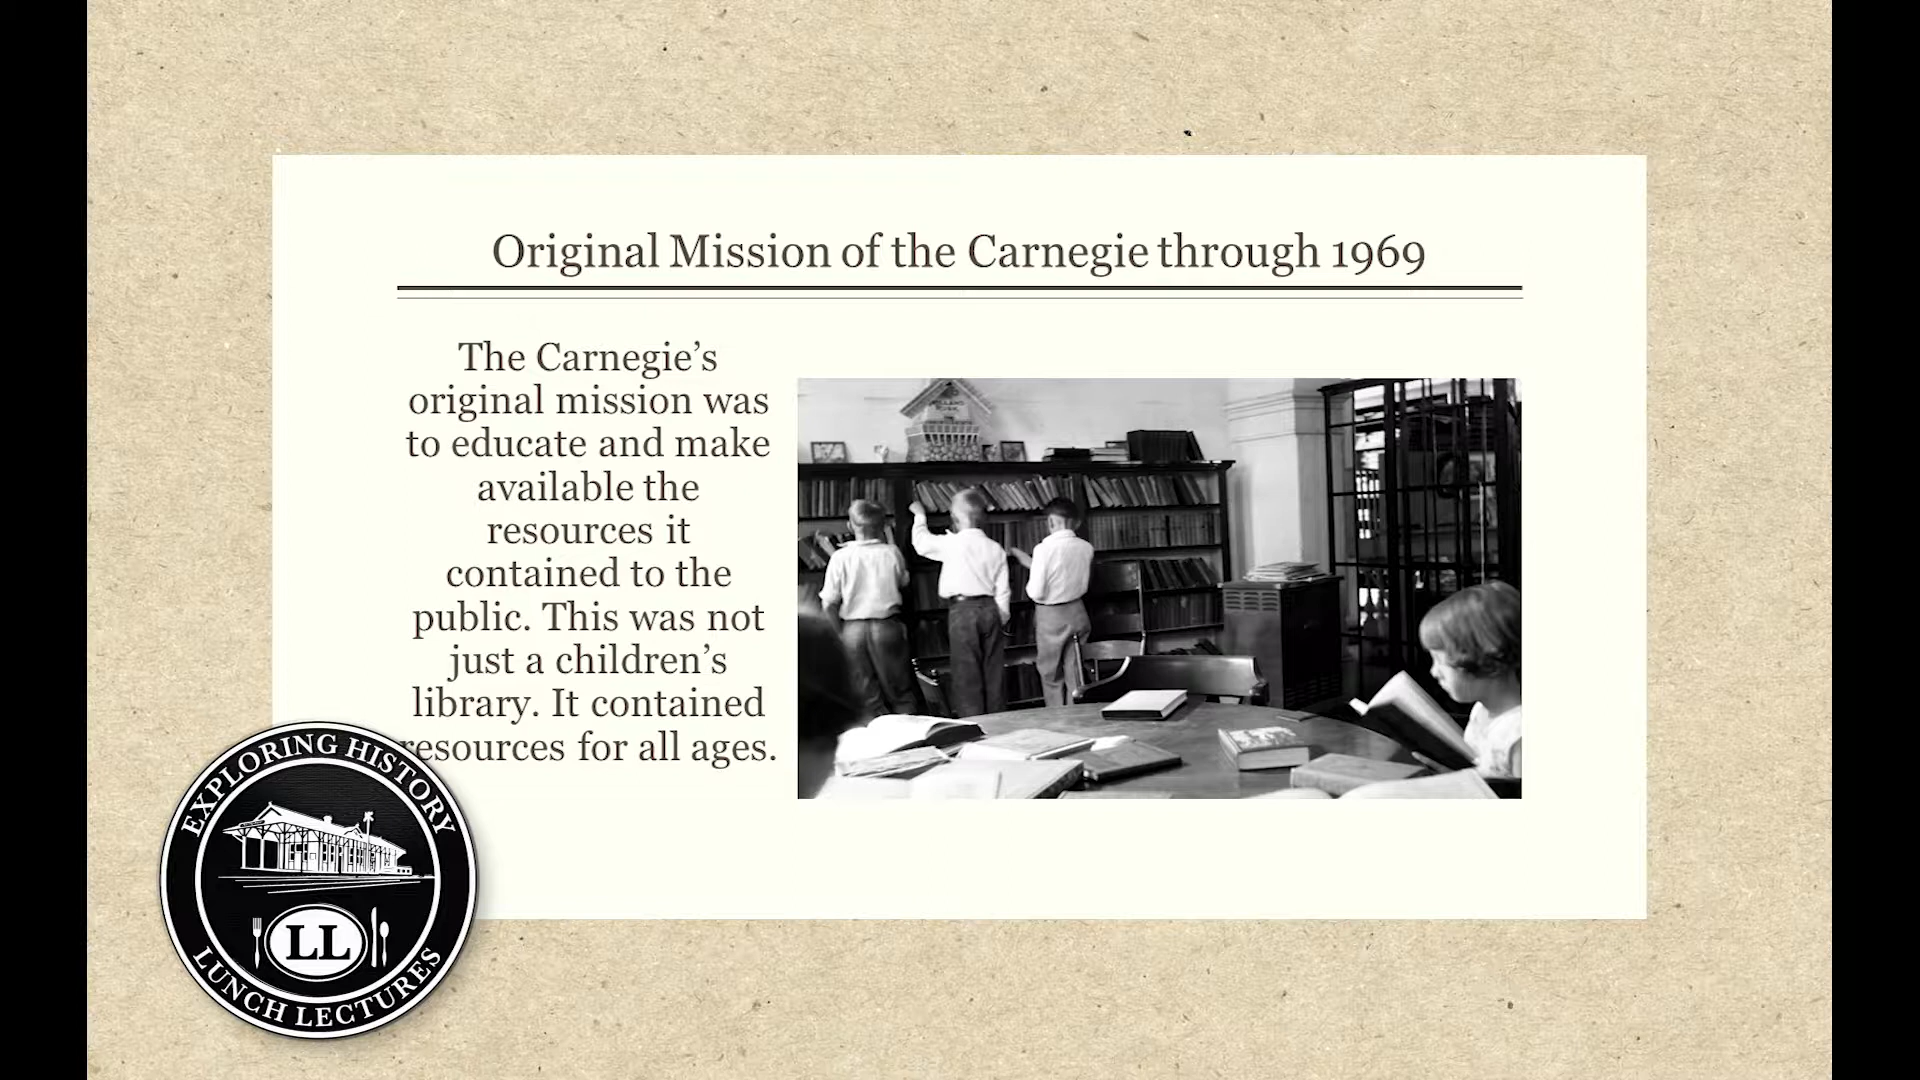 Original Mission of the Carnegie through 1969
The Carnegie’s
original mission was
to educate and make
available the
resources it
contained to the
public. This was not
just a children’s
library. It contained
resources for all ages.
EXPLORING HISTORY
LL
LUNCH LECTURES